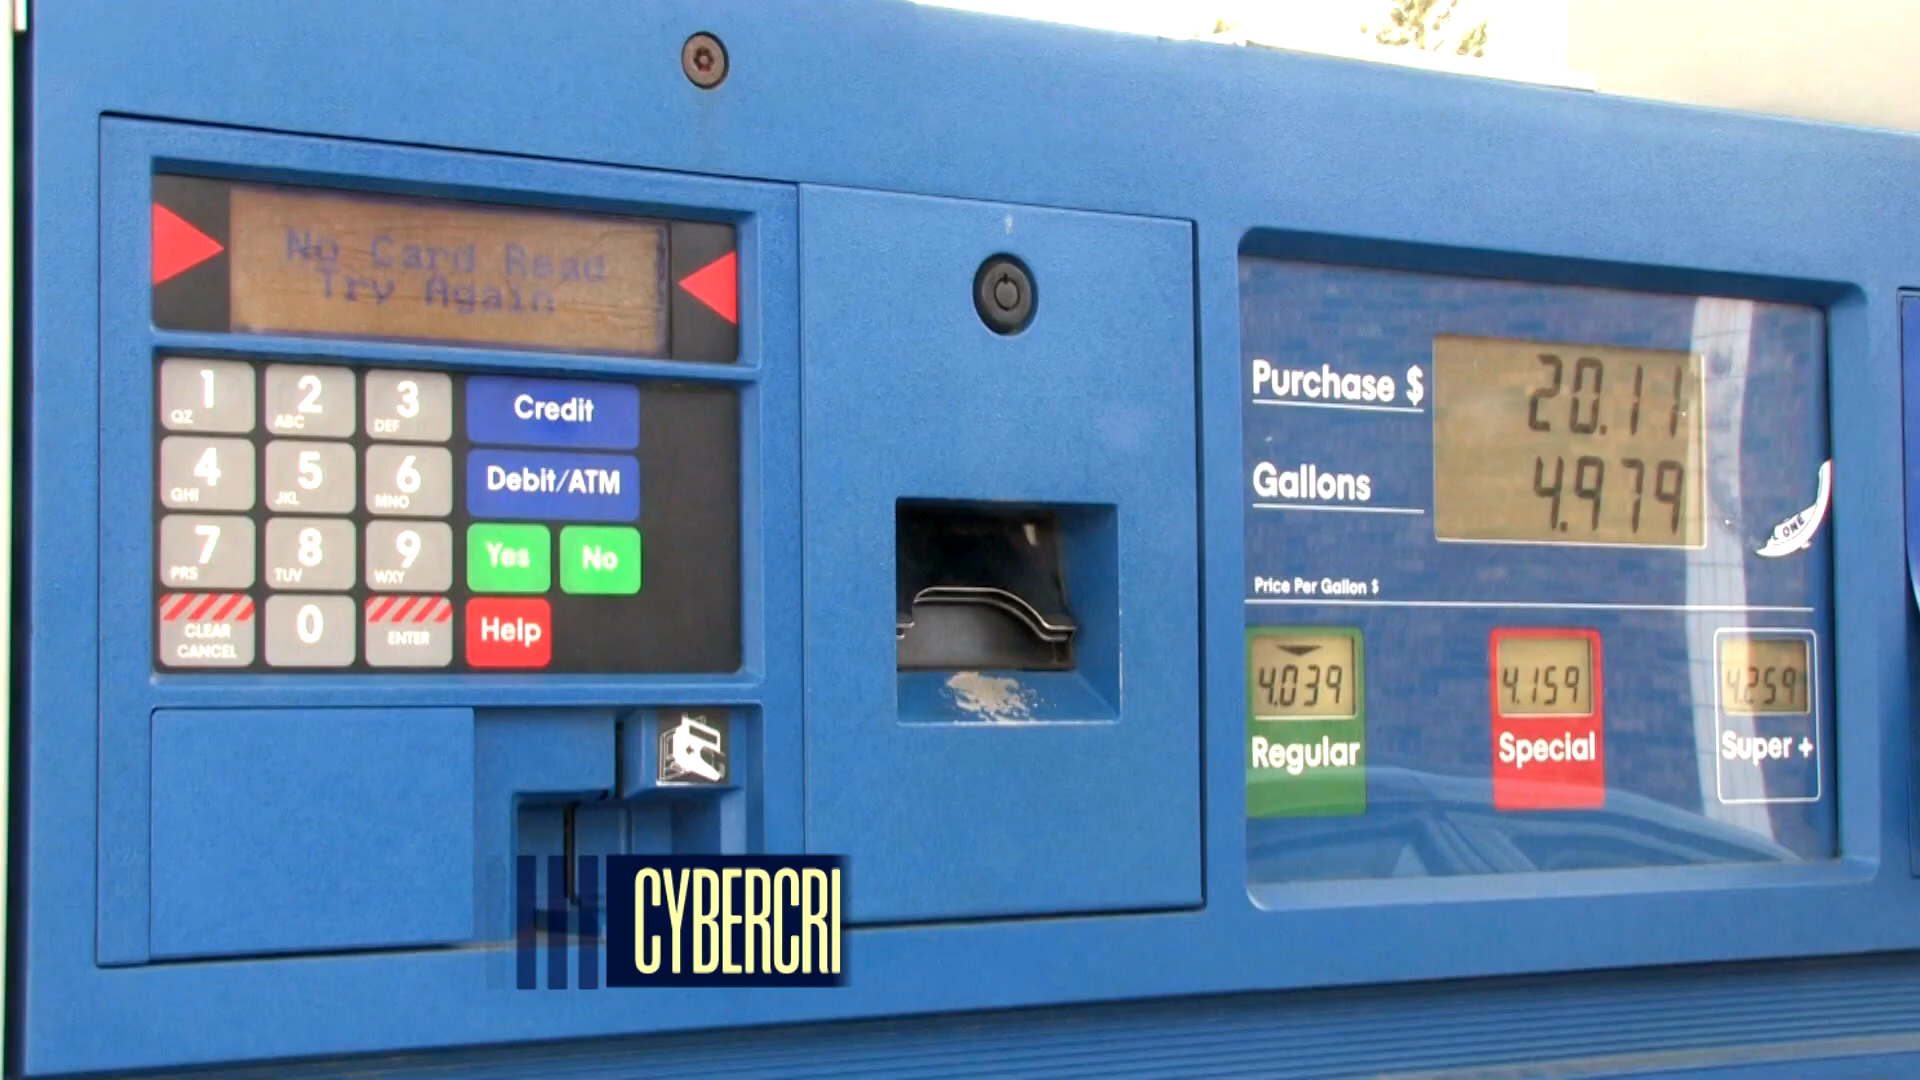 No Card Read
Try Again
1
QZ
2
ABC
3
DEF
Credit
4
GHI
5
JKL
6
MNO
Debit/ATM
7
PRS
8
TUV
9
WXY
Yes
No
CLEAR
CANCEL
0
ENTER
Help
Purchase $
20.11
Gallons
4.979
ONE
Price Per Gallon $
4.039
Regular
4.159
Special
4.259
Super +
CYBERCRI